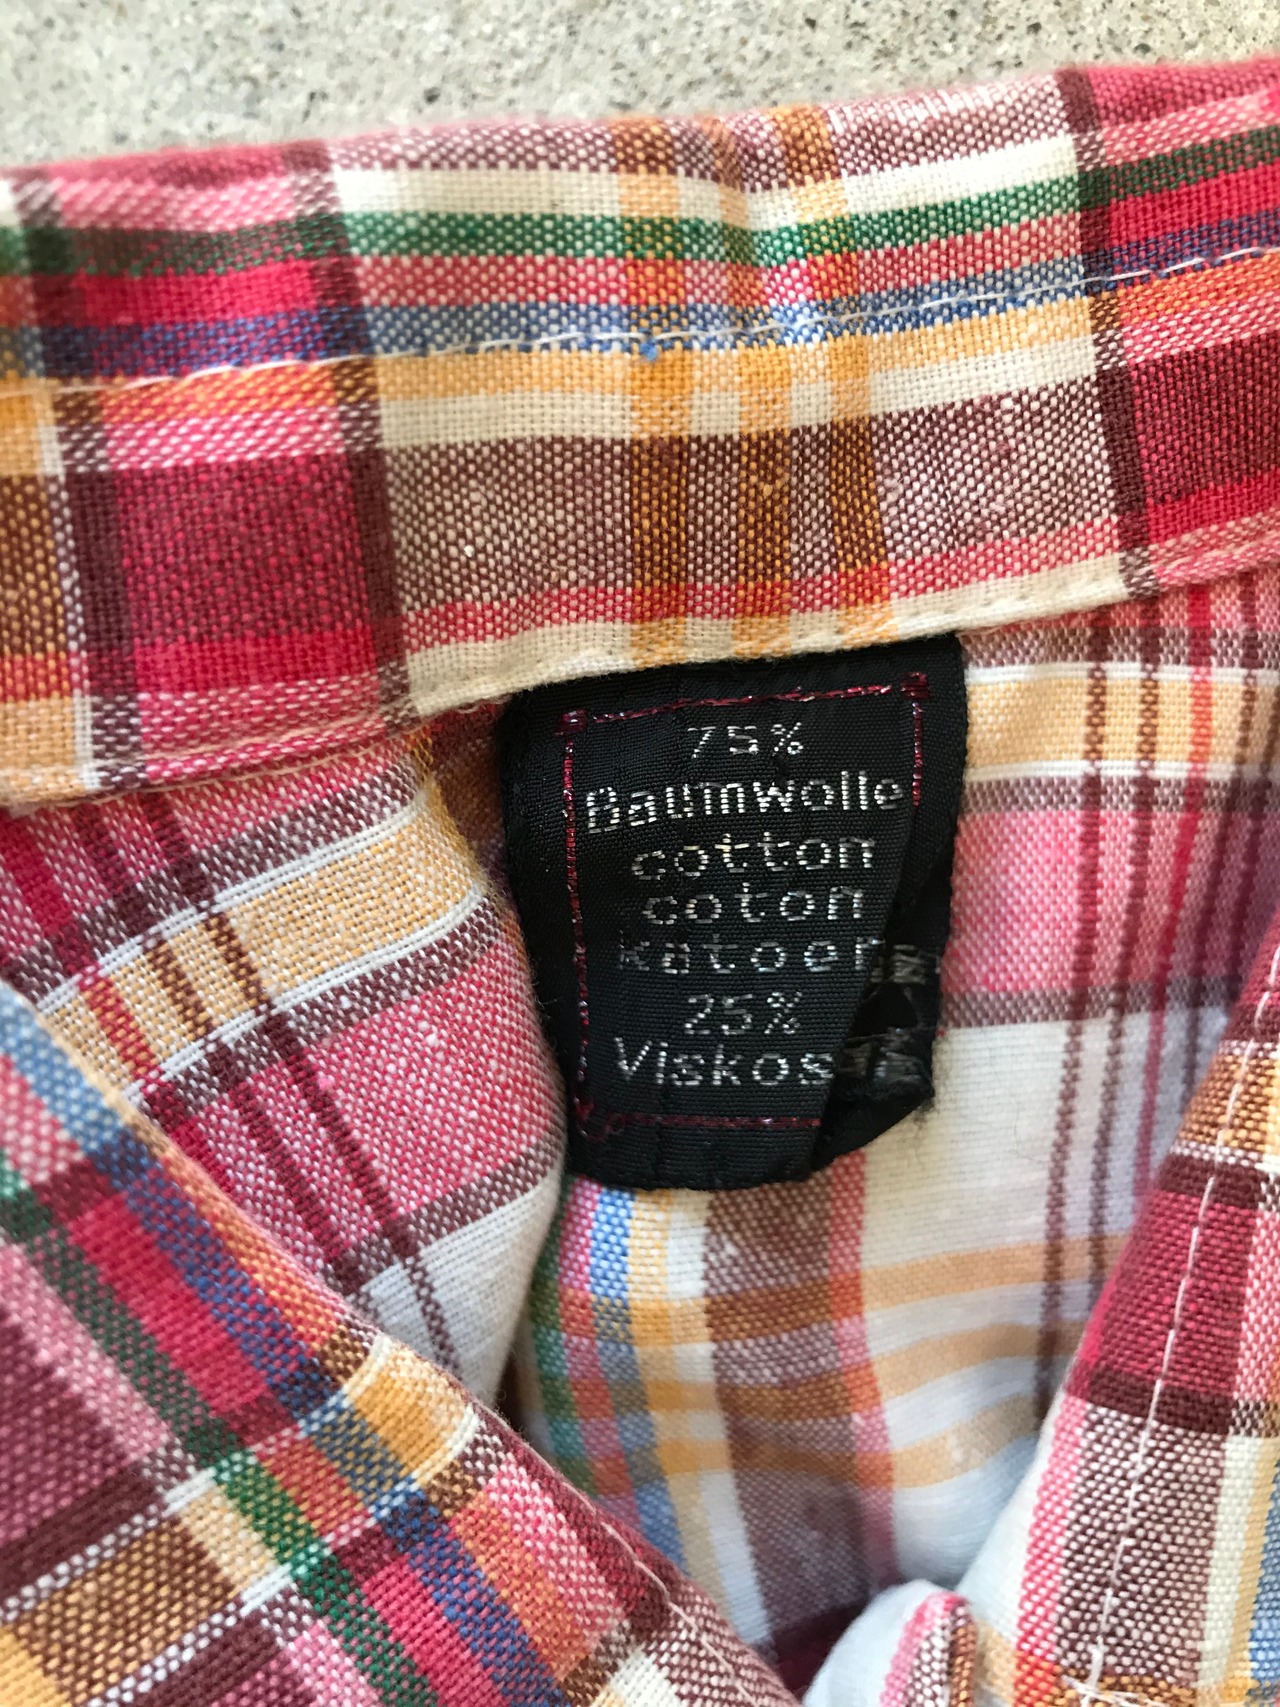 75%
Baumwolle
cotton
coton
katoen
25%
Viskos